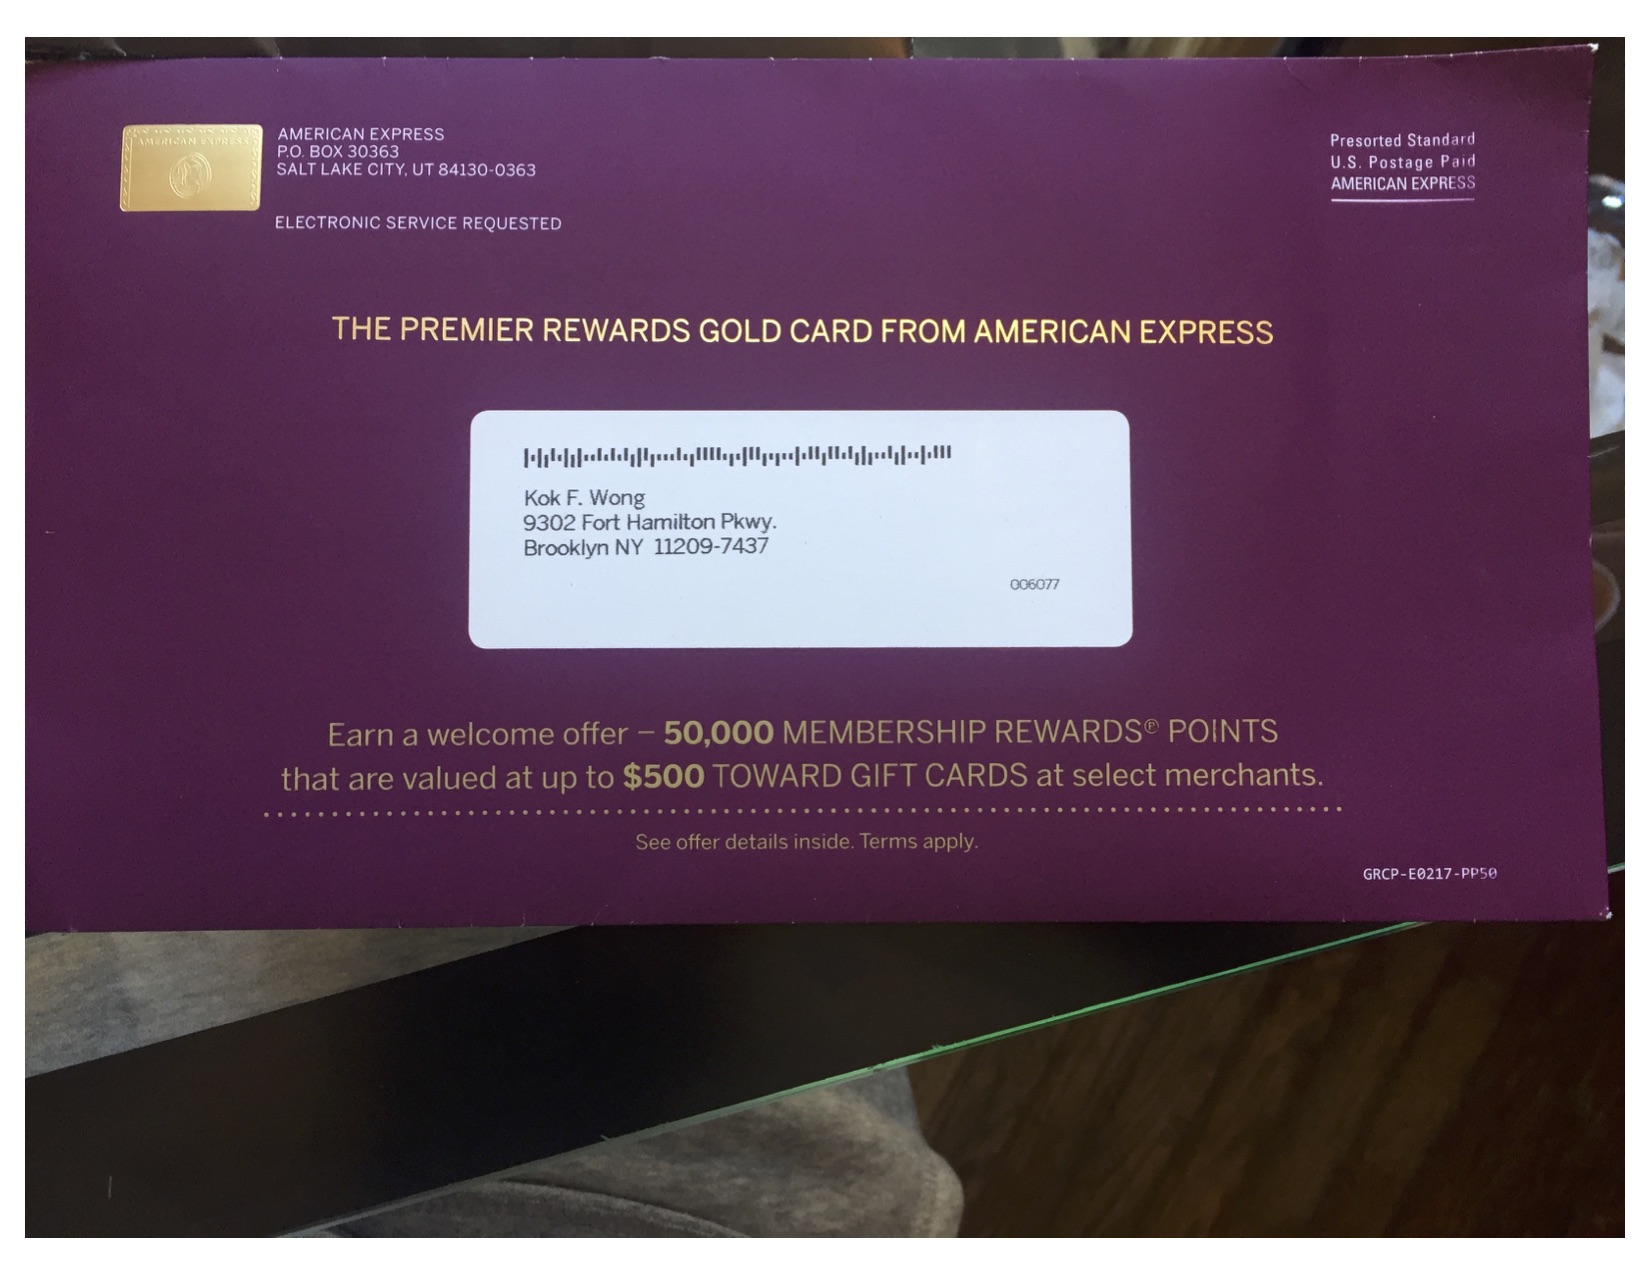 AMERICAN EXPRESS
AMERICAN EXPRESS
P.O. BOX 30363
SALT LAKE CITY, UT 84130-0363
ELECTRONIC SERVICE REQUESTED
Presorted Standard
U.S. Postage Paid
AMERICAN EXPRESS
THE PREMIER REWARDS GOLD CARD FROM AMERICAN EXPRESS
Kok F. Wong
9302 Fort Hamilton Pkwy.
Brooklyn NY 11209-7437
006077
Earn a welcome offer – 50,000 MEMBERSHIP REWARDS® POINTS
that are valued at up to $500 TOWARD GIFT CARDS at select merchants.
See offer details inside. Terms apply.
GRCP-E0217-PP50